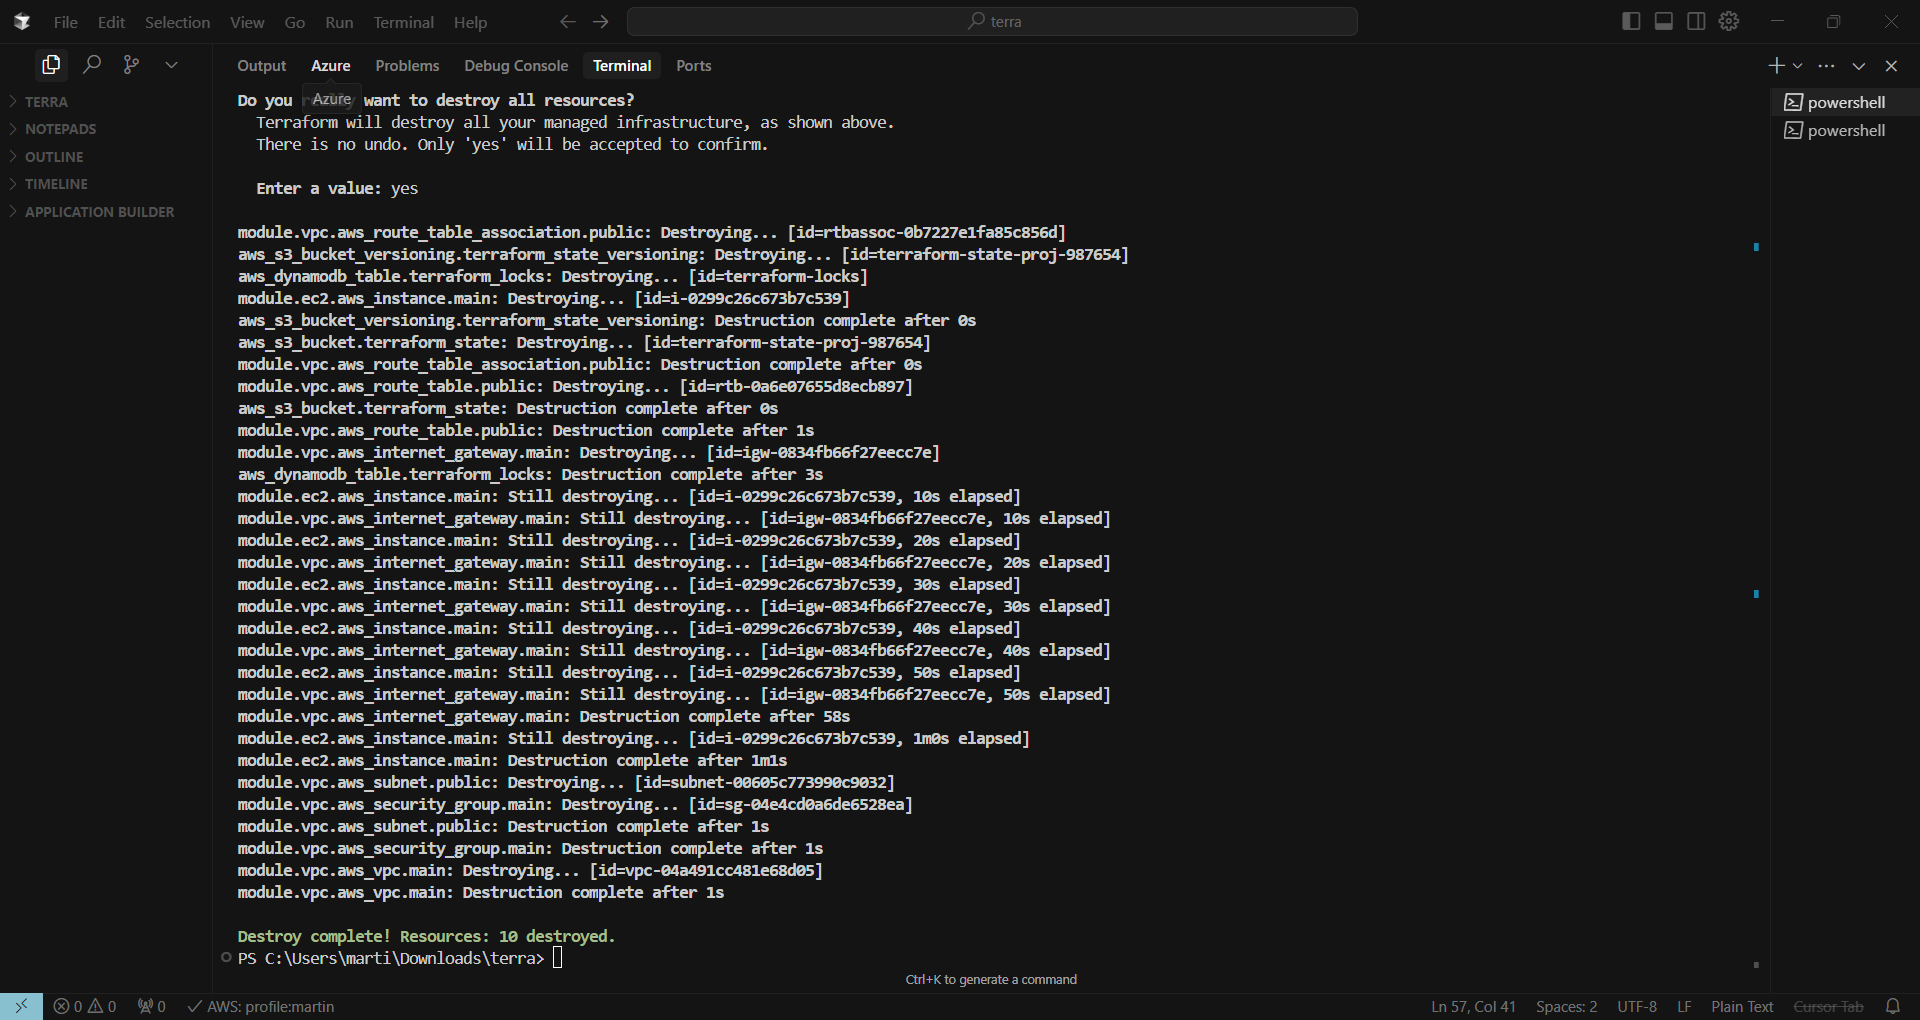 File Edit Selection View Go Run Terminal Help
terra
Output Azure Problems Debug Console Terminal Ports
TERRA
NOTEPADS
OUTLINE
TIMELINE
APPLICATION BUILDER
powershell
powershell
Azure
Do you want to destroy all resources?
Terraform will destroy all your managed infrastructure, as shown above.
There is no undo. Only 'yes' will be accepted to confirm.
Enter a value: yes
module.vpc.aws_route_table_association.public: Destroying... [id=rtbassoc-0b7227e1fa85c856d]
aws_s3_bucket_versioning.terraform_state_versioning: Destroying... [id=terraform-state-proj-987654]
aws_dynamodb_table.terraform_locks: Destroying... [id=terraform-locks]
module.ec2.aws_instance.main: Destroying... [id=i-0299c26c673b7c539]
aws_s3_bucket_versioning.terraform_state_versioning: Destruction complete after 0s
aws_s3_bucket.terraform_state: Destroying... [id=terraform-state-proj-987654]
module.vpc.aws_route_table_association.public: Destruction complete after 0s
module.vpc.aws_route_table.public: Destroying... [id=rtb-0a6e07655d8ecb897]
aws_s3_bucket.terraform_state: Destruction complete after 0s
module.vpc.aws_route_table.public: Destruction complete after 1s
module.vpc.aws_internet_gateway.main: Destroying... [id=igw-0834fb66f27eecc7e]
aws_dynamodb_table.terraform_locks: Destruction complete after 3s
module.ec2.aws_instance.main: Still destroying... [id=i-0299c26c673b7c539, 10s elapsed]
module.vpc.aws_internet_gateway.main: Still destroying... [id=igw-0834fb66f27eecc7e, 10s elapsed]
module.ec2.aws_instance.main: Still destroying... [id=i-0299c26c673b7c539, 20s elapsed]
module.vpc.aws_internet_gateway.main: Still destroying... [id=igw-0834fb66f27eecc7e, 20s elapsed]
module.ec2.aws_instance.main: Still destroying... [id=i-0299c26c673b7c539, 30s elapsed]
module.vpc.aws_internet_gateway.main: Still destroying... [id=igw-0834fb66f27eecc7e, 30s elapsed]
module.ec2.aws_instance.main: Still destroying... [id=i-0299c26c673b7c539, 40s elapsed]
module.vpc.aws_internet_gateway.main: Still destroying... [id=igw-0834fb66f27eecc7e, 40s elapsed]
module.ec2.aws_instance.main: Still destroying... [id=i-0299c26c673b7c539, 50s elapsed]
module.vpc.aws_internet_gateway.main: Still destroying... [id=igw-0834fb66f27eecc7e, 50s elapsed]
module.vpc.aws_internet_gateway.main: Destruction complete after 58s
module.ec2.aws_instance.main: Still destroying... [id=i-0299c26c673b7c539, 1m0s elapsed]
module.ec2.aws_instance.main: Destruction complete after 1m1s
module.vpc.aws_subnet.public: Destroying... [id=subnet-00605c773990c9032]
module.vpc.aws_security_group.main: Destroying... [id=sg-04e4cd0a6de6528ea]
module.vpc.aws_subnet.public: Destruction complete after 1s
module.vpc.aws_security_group.main: Destruction complete after 1s
module.vpc.aws_vpc.main: Destroying... [id=vpc-04a491cc481e68d05]
module.vpc.aws_vpc.main: Destruction complete after 1s
Destroy complete! Resources: 10 destroyed.
PS C:\Users\marti\Downloads\terra>
Ctrl+K to generate a command
0 0 0 AWS: profile:martin Ln 57, Col 41 Spaces: 2 UTF-8 LF Plain Text Cursor Tab